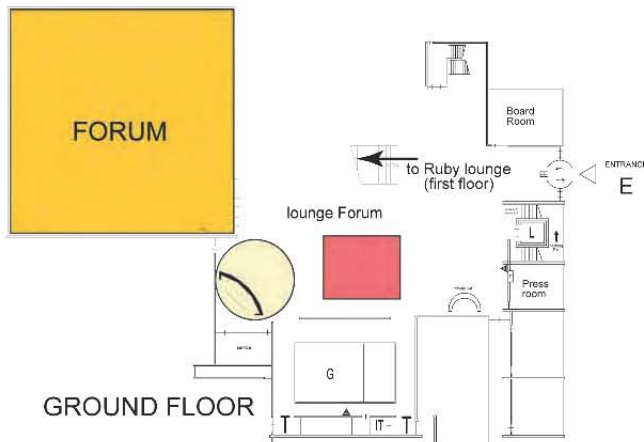 FORUM
Board
Room
ENTRANCE
E
to Ruby lounge
(first floor)
lounge Forum
L
Press
room
G
GROUND FLOOR
IT